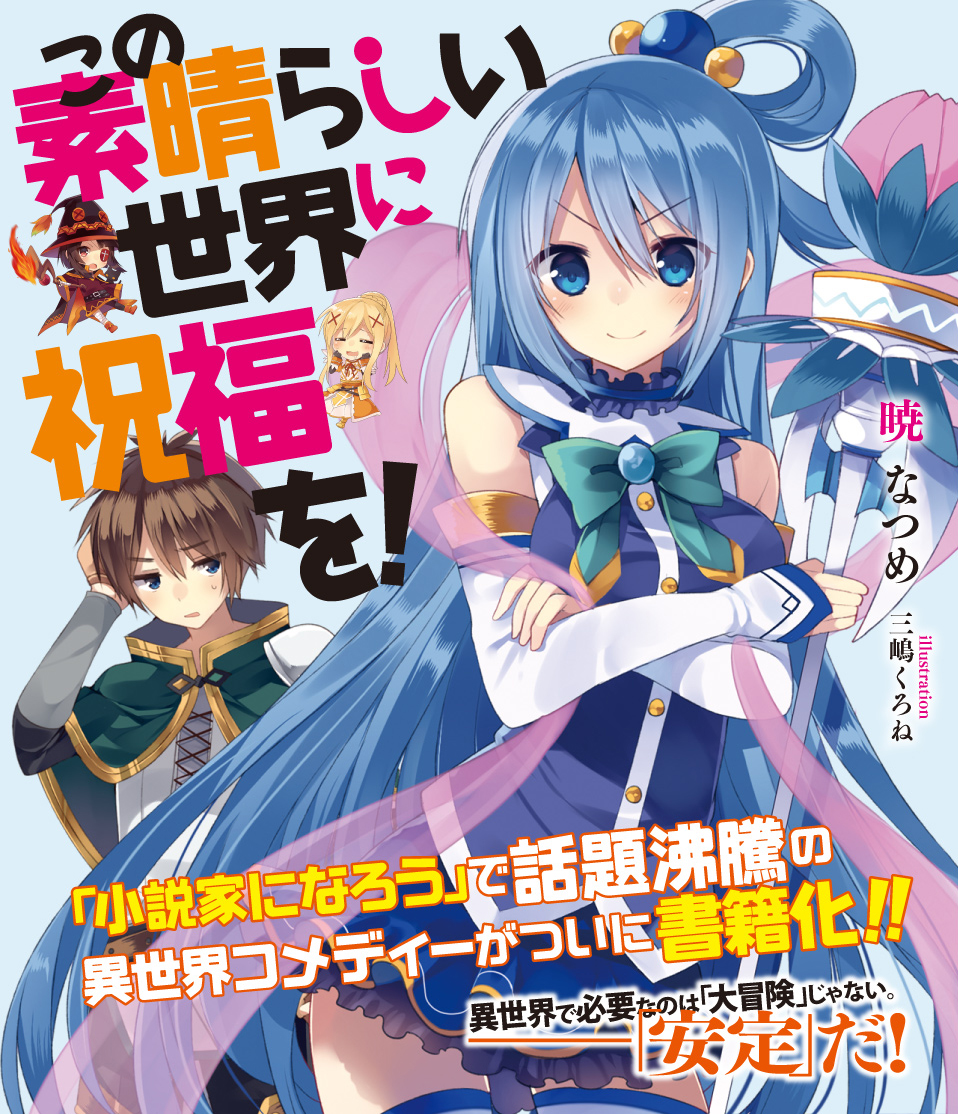 この
素晴らしい
世界に
祝福
を!
暁 なつめ
illustration
三嶋くろね
「小説家になろう」で話題沸騰の
異世界コメディーがついに書籍化!!
異世界で必要なのは「大冒険」じゃない。
「安定」だ!